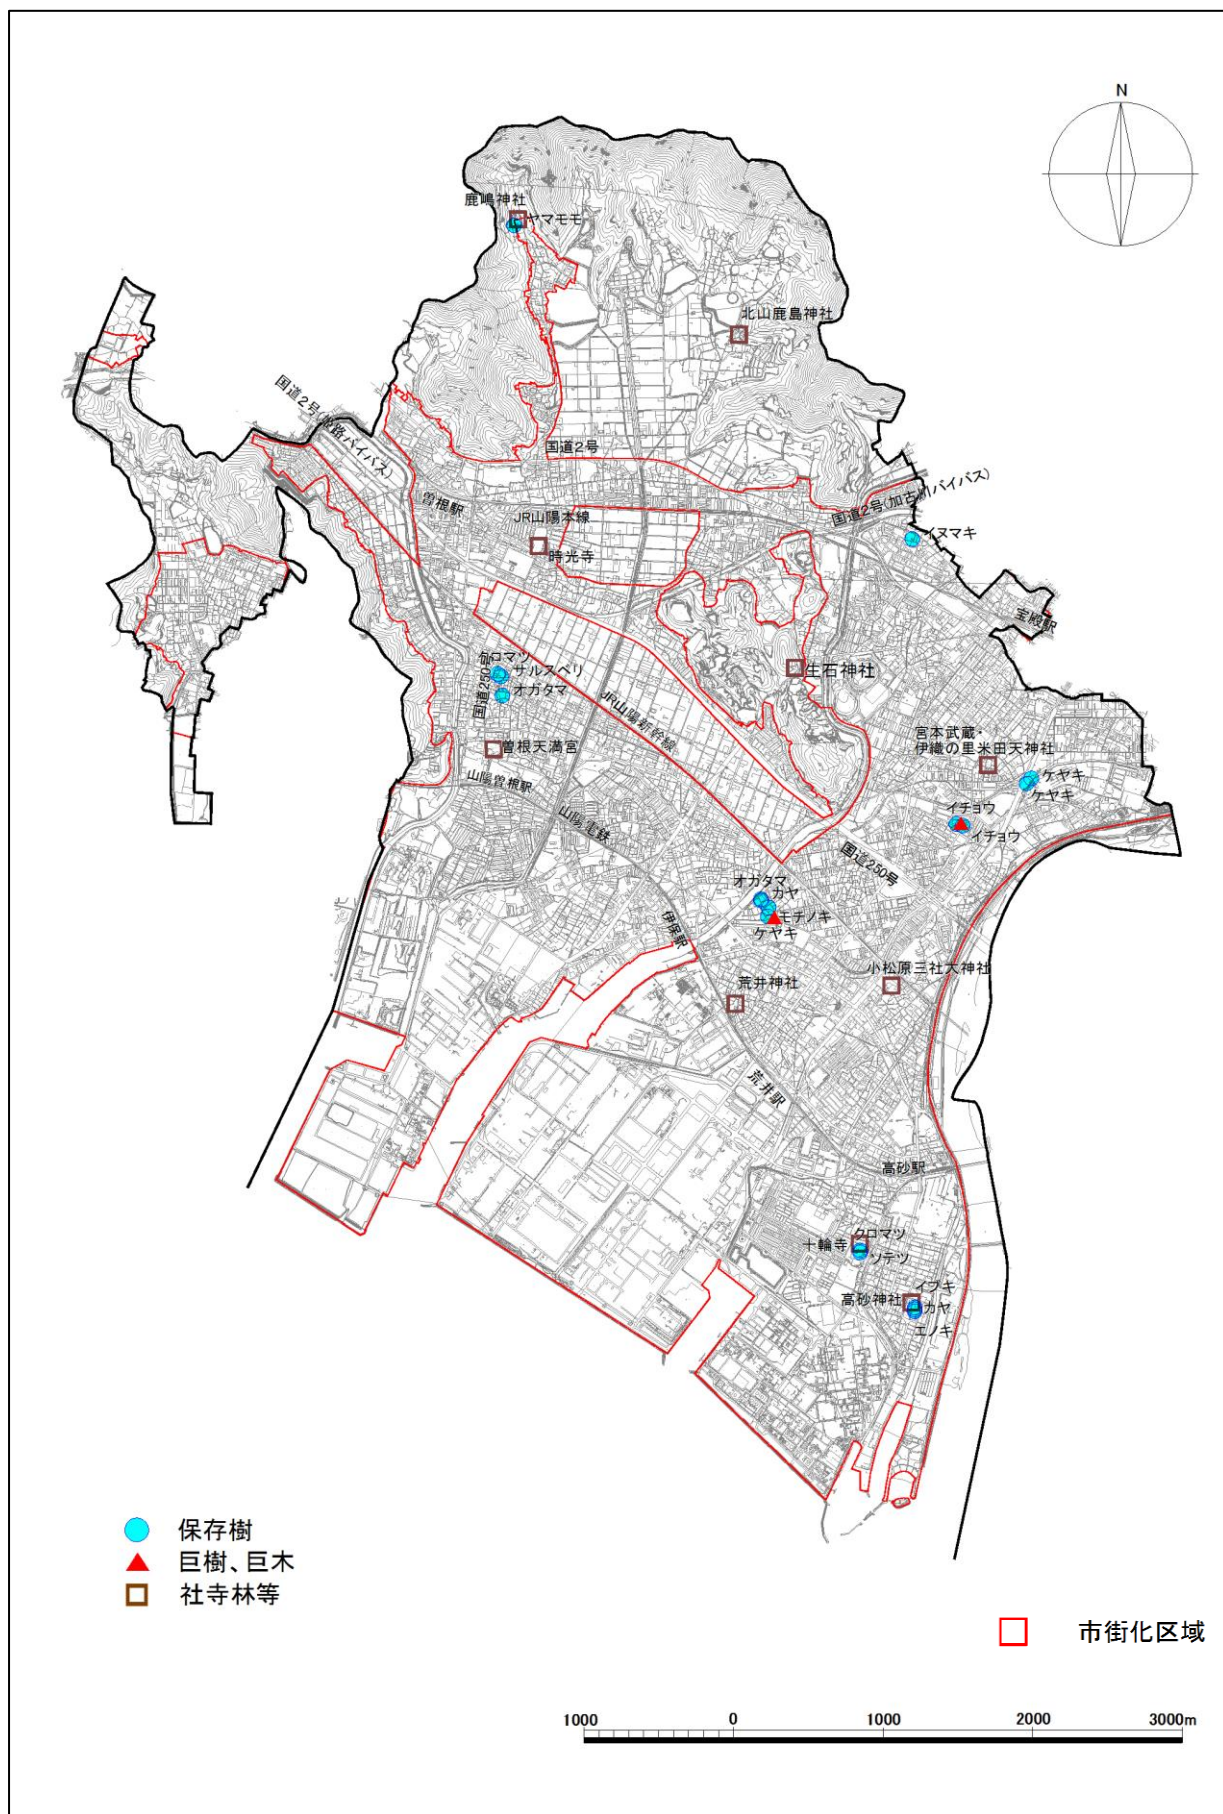 N
鹿嶋神社
ヤマモモ
北山鹿島神社
国道2号(姫路バイパス)
国道2号
曽根駅
国道2号(加古川バイパス)
JR山陽本線
イヌマキ
時光寺
宝殿駅
クロマツ
サルスベリ
生石神社
国道250号
オガタマ
JR山陽新幹線
宮本武蔵・
伊織の里米田天神社
曽根天満宮
ケヤキ
山陽曽根駅
ケヤキ
イチョウ
山陽電鉄
イチョウ
国道250号
オガタマ
カヤ
伊保駅
モチノキ
ケヤキ
小松原三社大神社
荒井神社
荒井駅
高砂駅
クロマツ
十輪寺
ソテツ
イブキ
高砂神社
カヤ
エノキ
保存樹
巨樹、巨木
社寺林等
市街化区域
1000 0 1000 2000 3000m